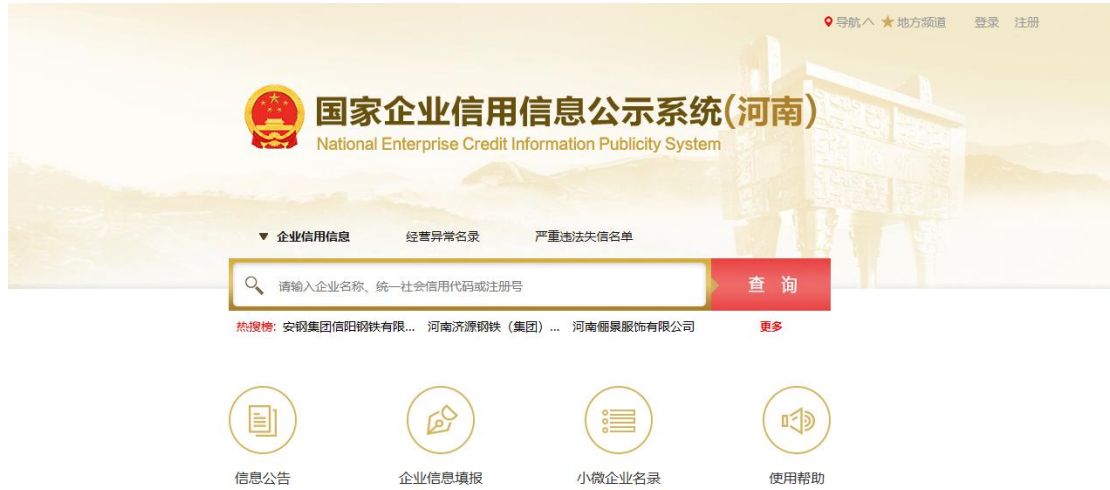 导航 地方频道 登录 注册
国家企业信用信息公示系统(河南)
National Enterprise Credit Information Publicity System
企业信用信息 经营异常名录 严重违法失信名单
请输入企业名称、统一社会信用代码或注册号 查 询
热搜榜: 安钢集团信阳钢铁有限... 河南济源钢铁（集团）... 河南俪景服饰有限公司 更多
信息公告 企业信息填报 小微企业名录 使用帮助